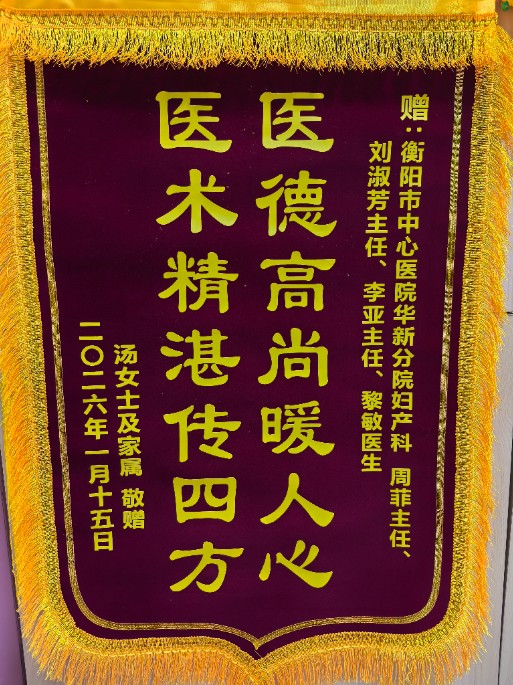 赠：衡阳市中心医院华新分院妇产科 周菲主任、
刘淑芳主任、李亚主任、黎敏医生
医德高尚暖人心
医术精湛传四方
汤女士及家属 敬赠
二〇二六年一月十五日